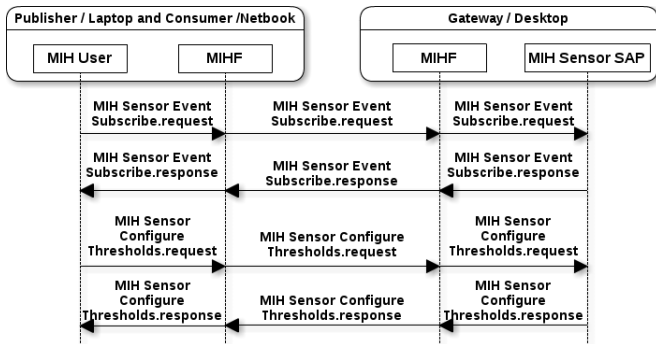 Publisher / Laptop and Consumer /Netbook
Gateway / Desktop
MIH User
MIHF
MIHF
MIH Sensor SAP
MIH Sensor Event
Subscribe.request
MIH Sensor Event
Subscribe.request
MIH Sensor Event
Subscribe.request
MIH Sensor Event
Subscribe.response
MIH Sensor Event
Subscribe.response
MIH Sensor Event
Subscribe.response
MIH Sensor
Configure
Thresholds.request
MIH Sensor Configure
Thresholds.request
MIH Sensor
Configure
Thresholds.request
MIH Sensor
Configure
Thresholds.response
MIH Sensor Configure
Thresholds.response
MIH Sensor
Configure
Thresholds.response